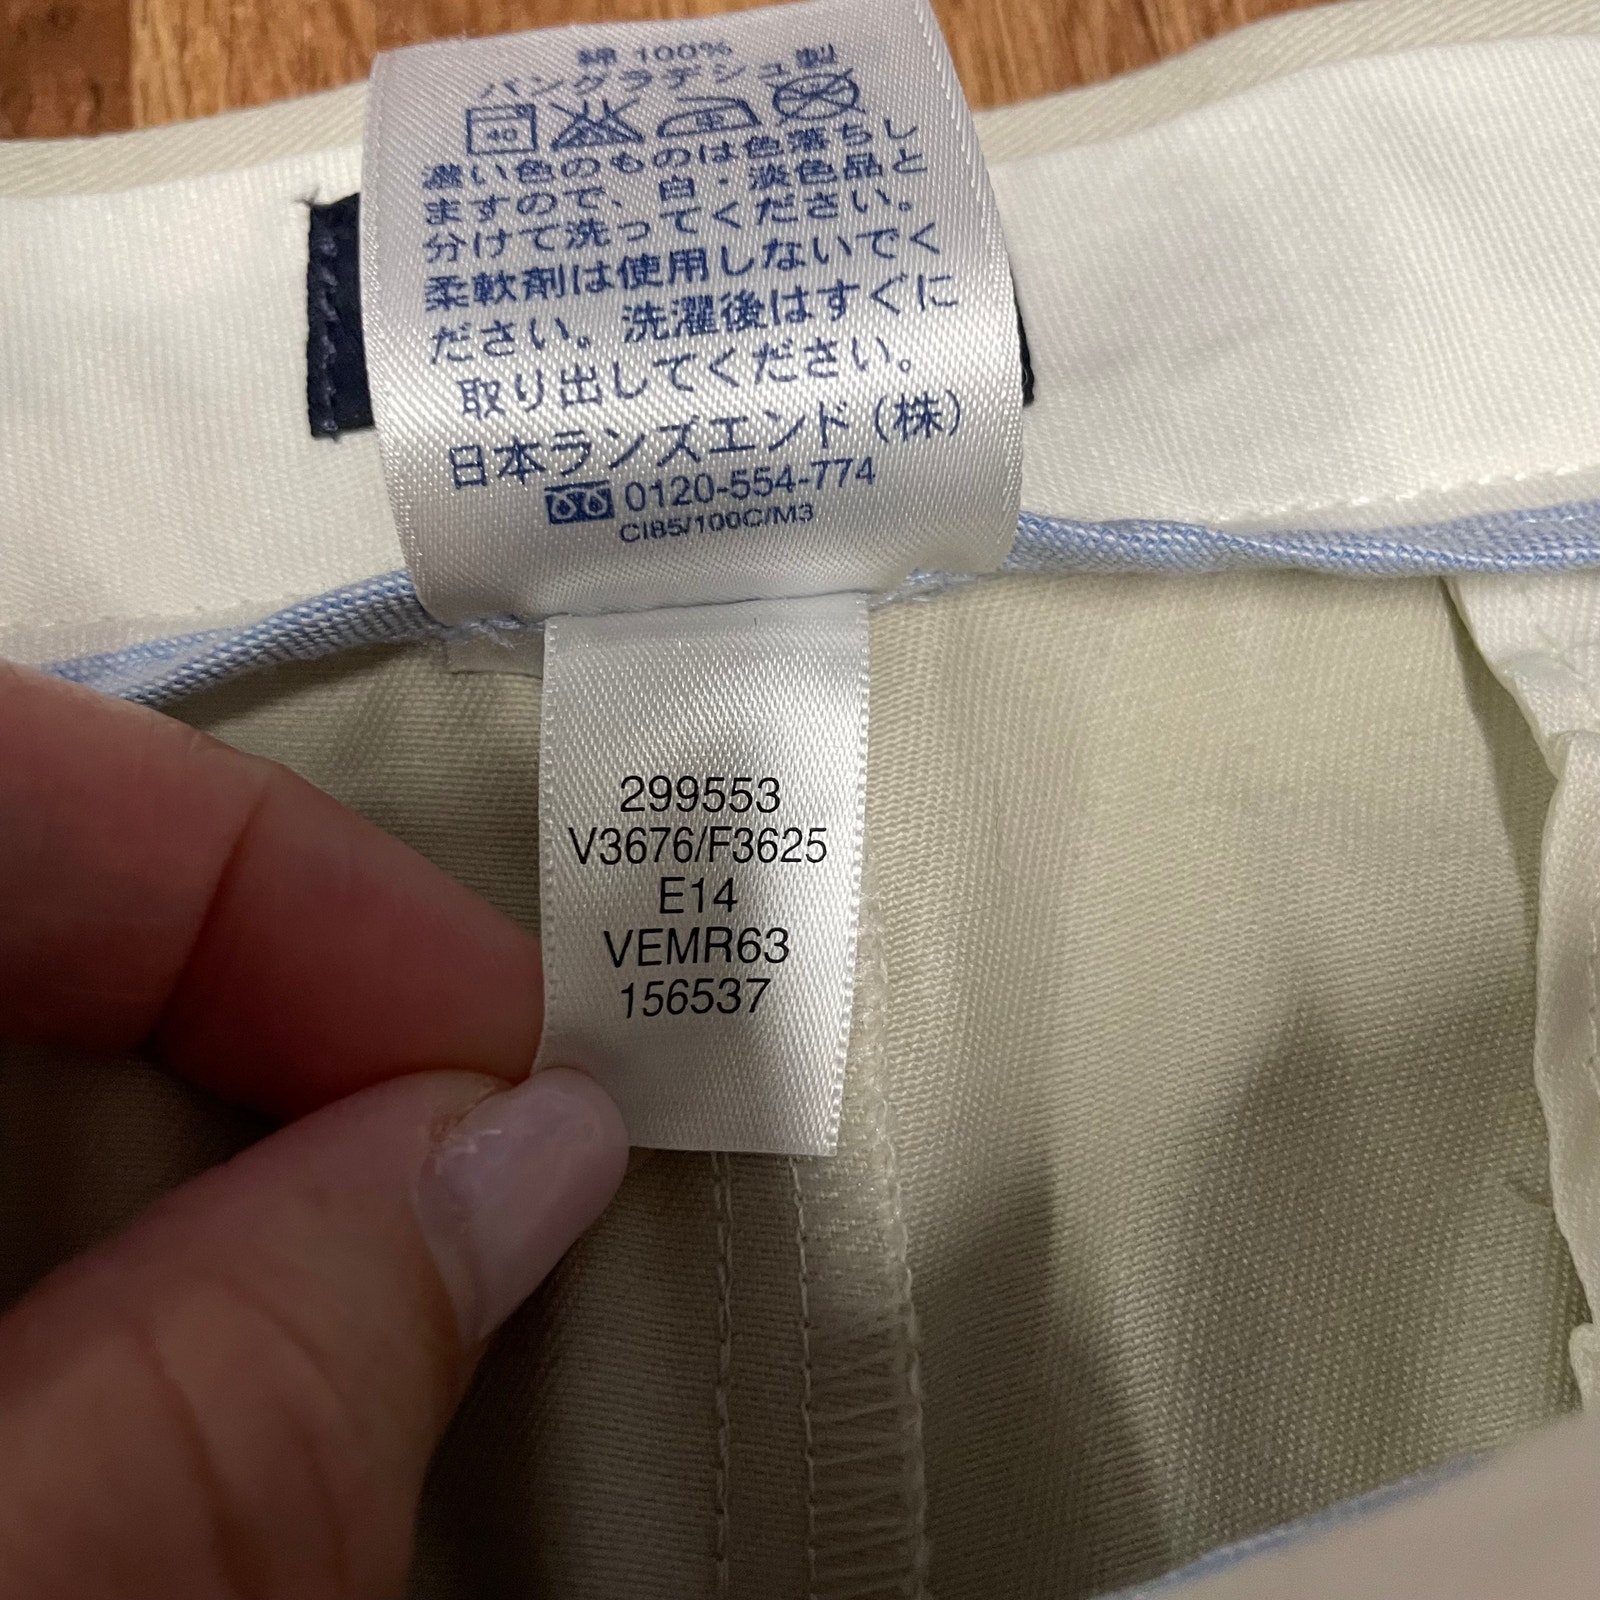 綿 100%
バングラデシュ製
40
濃い色のものは色落ちし
ますので、白・淡色品と
分けて洗ってください。
柔軟剤は使用しないでく
ださい。洗濯後はすぐに
取り出してください。
日本ランズエンド(株)
0120-554-774
CI85/100C/M3
299553
V3676/F3625
E14
VEMR63
156537